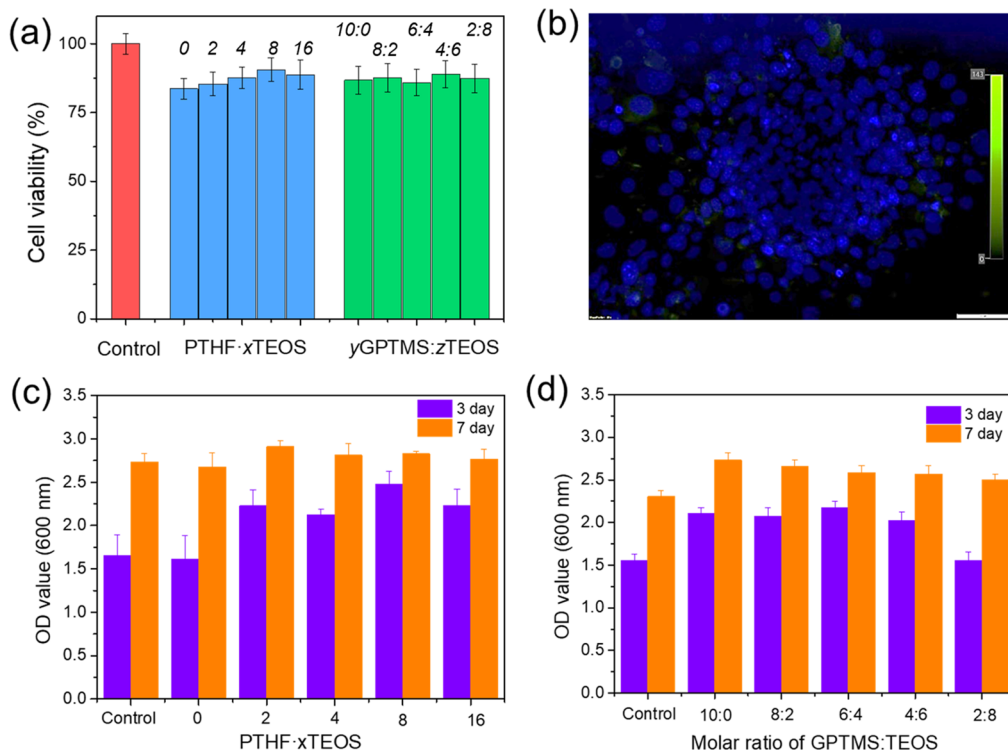 (a)
Cell viability (%)
100
75
50
25
0
0 2 4 8 16
10:0 6:4 2:8
8:2 4:6
Control PTHF·xTEOS yGPTMS:zTEOS
(b)
143
0
(c)
OD value (600 nm)
3.5
3.0
2.5
2.0
1.5
1.0
0.5
0.0
3 day
7 day
Control 0 2 4 8 16
PTHF·xTEOS
(d)
OD value (600 nm)
3.5
3.0
2.5
2.0
1.5
1.0
0.5
0.0
3 day
7 day
Control 10:0 8:2 6:4 4:6 2:8
Molar ratio of GPTMS:TEOS